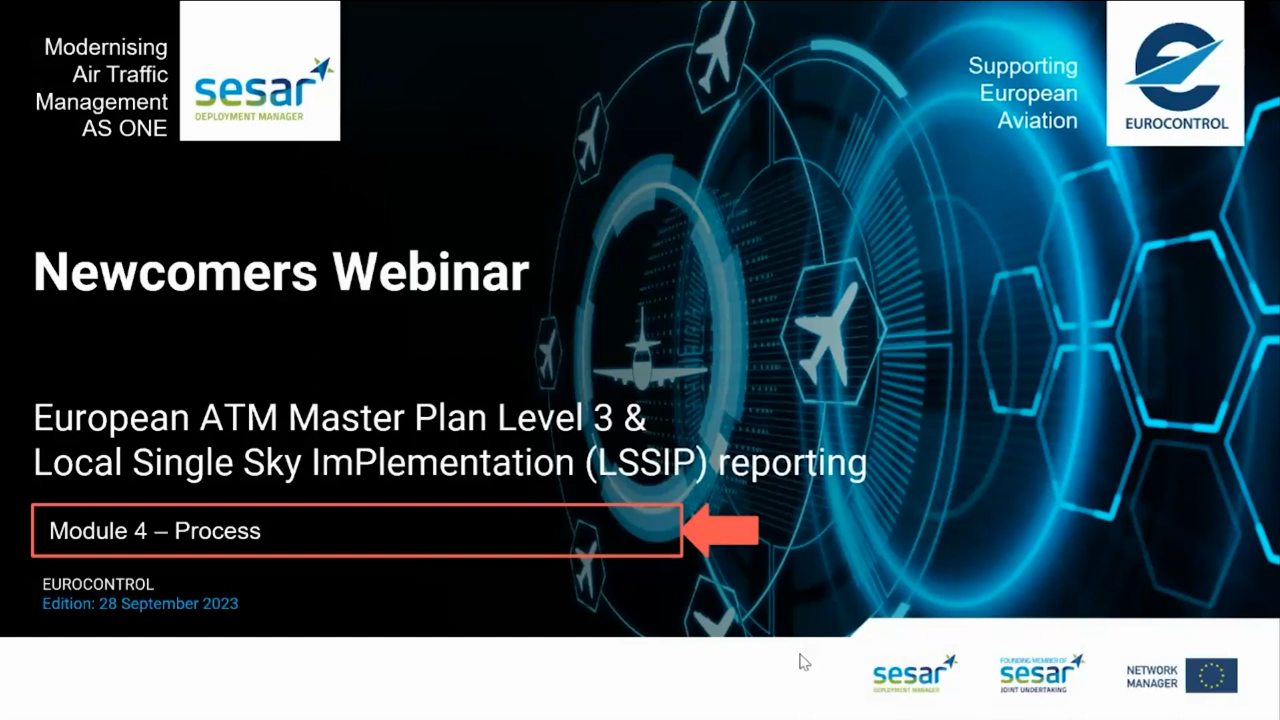 Modernising
Air Traffic
Management
AS ONE
sesar
DEPLOYMENT MANAGER
Supporting
European
Aviation
EUROCONTROL
Newcomers Webinar
European ATM Master Plan Level 3 &
Local Single Sky ImPlementation (LSSIP) reporting
Module 4 – Process
EUROCONTROL
Edition: 28 September 2023
sesar
DEPLOYMENT MANAGER
FOUNDING MEMBER OF
sesar
JOINT UNDERTAKING
NETWORK
MANAGER